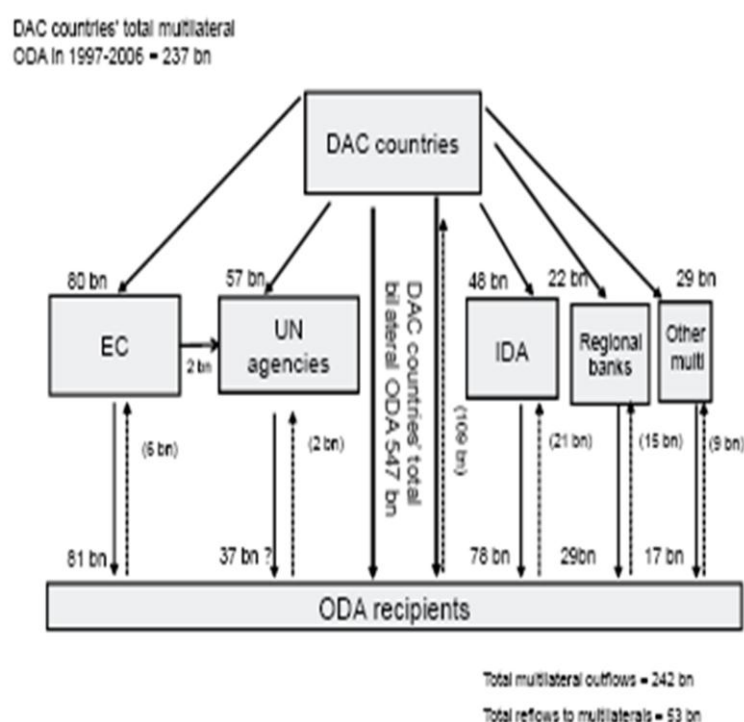 DAC countries' total multilateral
ODA in 1997-2006 = 237 bn
DAC countries
80 bn
57 bn
48 bn
22 bn
29 bn
EC
2 bn
UN
agencies
DAC countries' total
bilateral ODA 547 bn
(109 bn)
IDA
Regional
banks
Other
multi
(6 bn)
(2 bn)
(21 bn)
(15 bn)
(9 bn)
81 bn
37 bn ?
78 bn
29bn
17 bn
ODA recipients
Total multilateral outflows = 242 bn
Total reflows to multilaterals = 53 bn